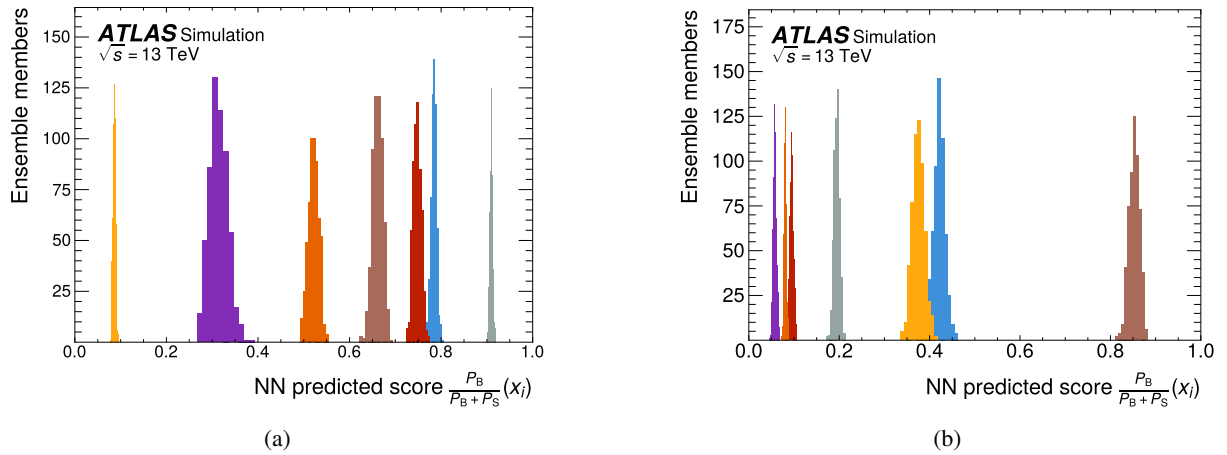 ATLAS Simulation
√s = 13 TeV
Ensemble members
150
125
100
75
50
25
0
0.0 0.2 0.4 0.6 0.8 1.0
NN predicted score P_B / (P_B + P_S) (x_i)
(a)
ATLAS Simulation
√s = 13 TeV
Ensemble members
175
150
125
100
75
50
25
0
0.0 0.2 0.4 0.6 0.8 1.0
NN predicted score P_B / (P_B + P_S) (x_i)
(b)